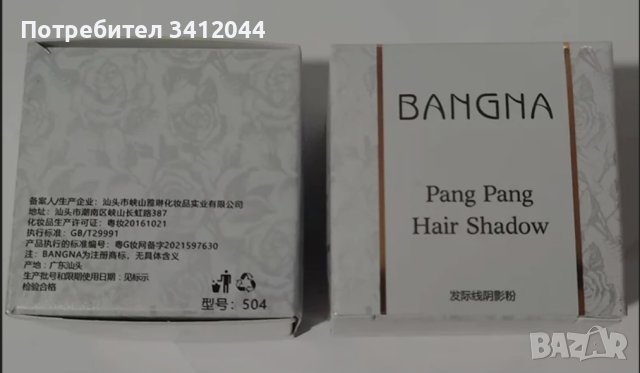 Потребител 3412044
备案人/生产企业：汕头市峡山雅琳化妆品实业有限公司
地址：汕头市潮南区峡山长虹路387
化妆品生产许可证：粤妆20161021
执行标准：GB/T29991
产品执行的标准编号：粤G妆网备字2021597630
注：BANGNA为注册商标，无具体含义
产地：广东汕头
生产批号和限期使用日期：见标示
检验合格
型号：504
BANGNA
Pang Pang
Hair Shadow
发际线阴影粉
bazar